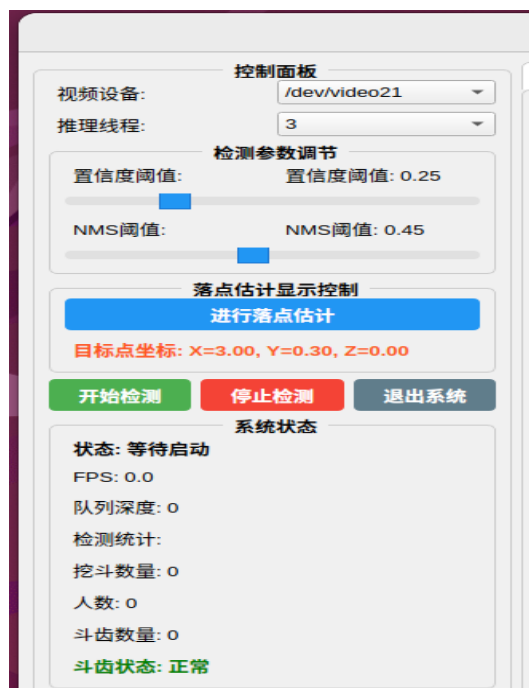 控制面板
视频设备: /dev/video21
推理线程: 3
检测参数调节
置信度阈值: 置信度阈值: 0.25
NMS阈值: NMS阈值: 0.45
落点估计显示控制
进行落点估计
目标点坐标: X=3.00, Y=0.30, Z=0.00
开始检测 停止检测 退出系统
系统状态
状态: 等待启动
FPS: 0.0
队列深度: 0
检测统计:
挖斗数量: 0
人数: 0
斗齿数量: 0
斗齿状态: 正常